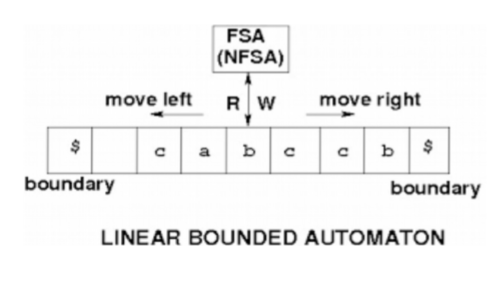 FSA
(NFSA)
move left R W move right
$ c a b c c b $
boundary
boundary
LINEAR BOUNDED AUTOMATON